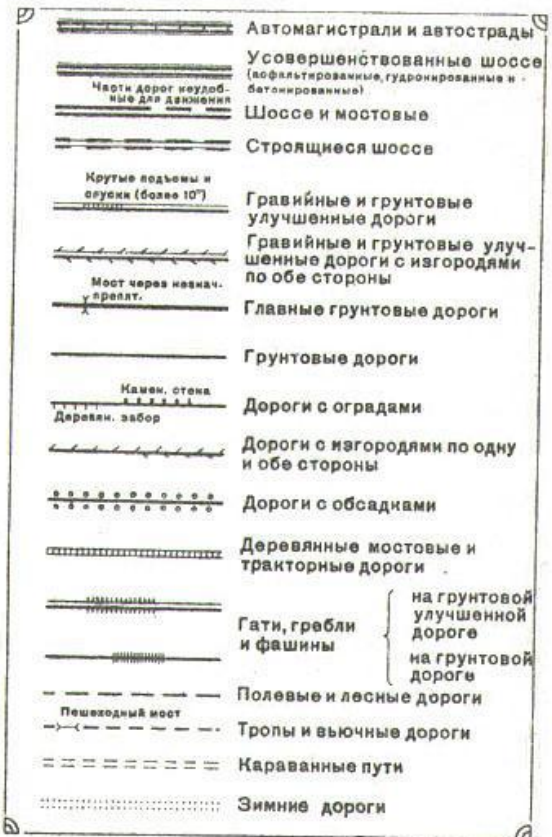 Автомагистрали и автострады
Усовершенствованные шоссе
(асфальтированные, гудронированные и
бетонированные)
Части дорог неудоб-
ные для движения
Шоссе и мостовые
Строящиеся шоссе
Крутые подъемы и
спуски (более 10°)
Гравийные и грунтовые
улучшенные дороги
Гравийные и грунтовые улуч-
шенные дороги с изгородями
по обе стороны
Мост через незнач.
препят.
Главные грунтовые дороги
Грунтовые дороги
Камен. стена
Деревян. забор
Дороги с оградами
Дороги с изгородями по одну
и обе стороны
Дороги с обсадками
Деревянные мостовые и
тракторные дороги
Гати, гребли
и фашины
на грунтовой
улучшенной
дороге
на грунтовой
дороге
Полевые и лесные дороги
Пешеходный мост
Тропы и вьючные дороги
Караванные пути
Зимние дороги